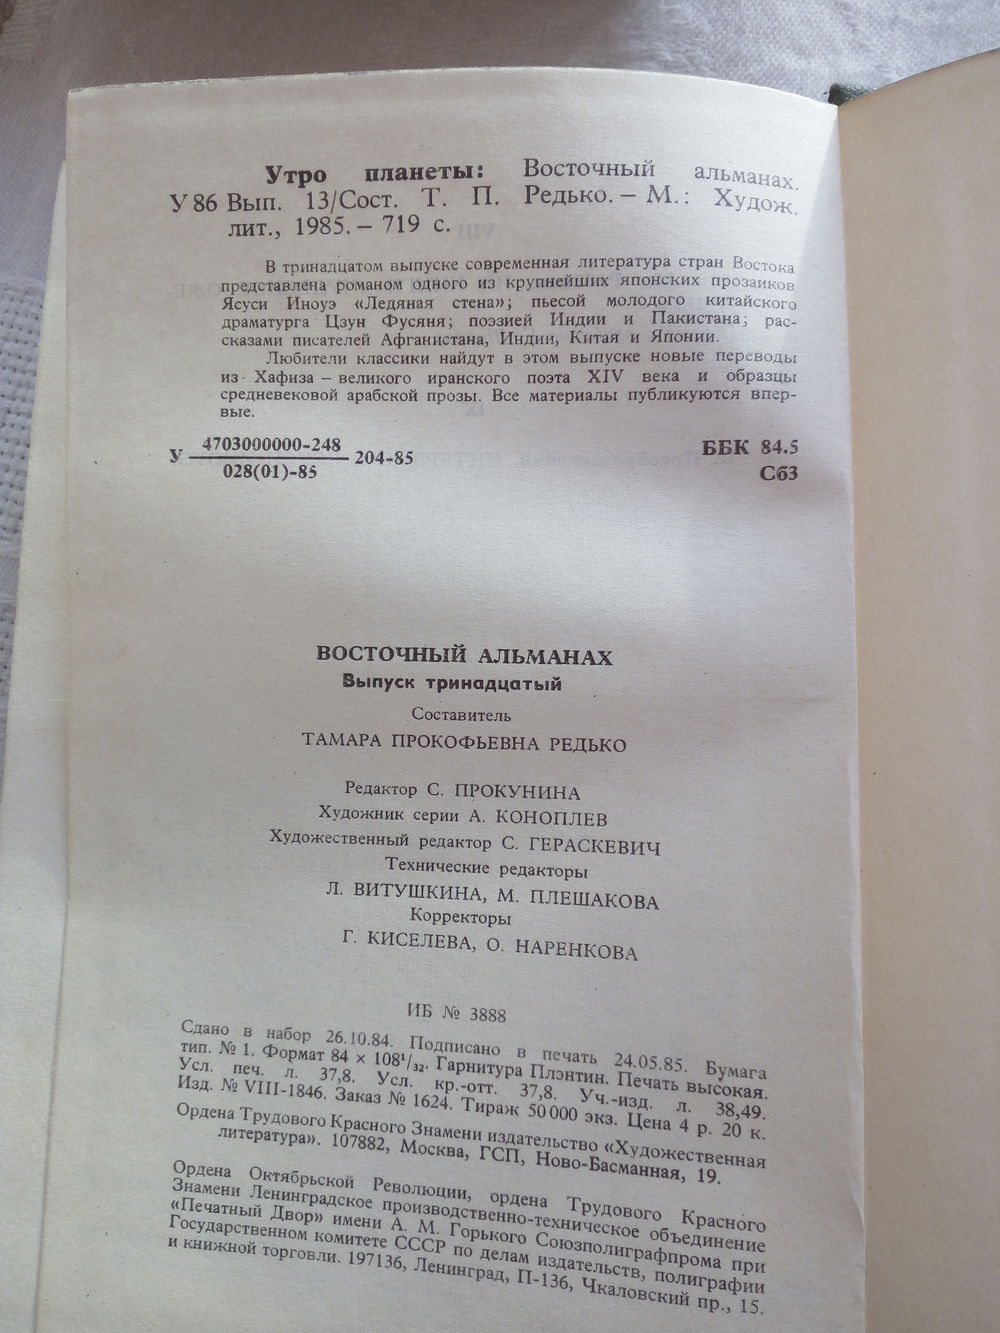 Утро планеты: Восточный альманах.
У 86 Вып. 13/Сост. Т. П. Редько. – М.: Худож.
лит., 1985. – 719 с.
В тринадцатом выпуске современная литература стран Востока
представлена романом одного из крупнейших японских прозаиков
Ясуси Иноуэ «Ледяная стена»; пьесой молодого китайского
драматурга Цзун Фусяня; поэзией Индии и Пакистана; рас-
сказами писателей Афганистана, Индии, Китая и Японии.
Любители классики найдут в этом выпуске новые переводы
из Хафиза – великого иранского поэта XIV века и образцы
средневековой арабской прозы. Все материалы публикуются впер-
вые.
У 4703000000-248 / 028(01)-85 204-85
ББК 84.5
Сб3
ВОСТОЧНЫЙ АЛЬМАНАХ
Выпуск тринадцатый
Составитель
ТАМАРА ПРОКОФЬЕВНА РЕДЬКО
Редактор С. ПРОКУНИНА
Художник серии А. КОНОПЛЕВ
Художественный редактор С. ГЕРАСКЕВИЧ
Технические редакторы
Л. ВИТУШКИНА, М. ПЛЕШАКОВА
Корректоры
Г. КИСЕЛЕВА, О. НАРЕНКОВА
ИБ № 3888
Сдано в набор 26.10.84. Подписано в печать 24.05.85. Бумага
тип. № 1. Формат 84 × 108¹/₃₂. Гарнитура Плэнтин. Печать высокая.
Усл. печ. л. 37,8. Усл. кр.-отт. 37,8. Уч.-изд. л. 38,49.
Изд. № VIII-1846. Заказ № 1624. Тираж 50 000 экз. Цена 4 р. 20 к.
Ордена Трудового Красного Знамени издательство «Художественная
литература». 107882, Москва, ГСП, Ново-Басманная, 19.
Ордена Октябрьской Революции, ордена Трудового Красного
Знамени Ленинградское производственно-техническое объединение
«Печатный Двор» имени А. М. Горького Союзполиграфпрома при
Государственном комитете СССР по делам издательств, полиграфии
и книжной торговли. 197136, Ленинград, П-136, Чкаловский пр., 15.